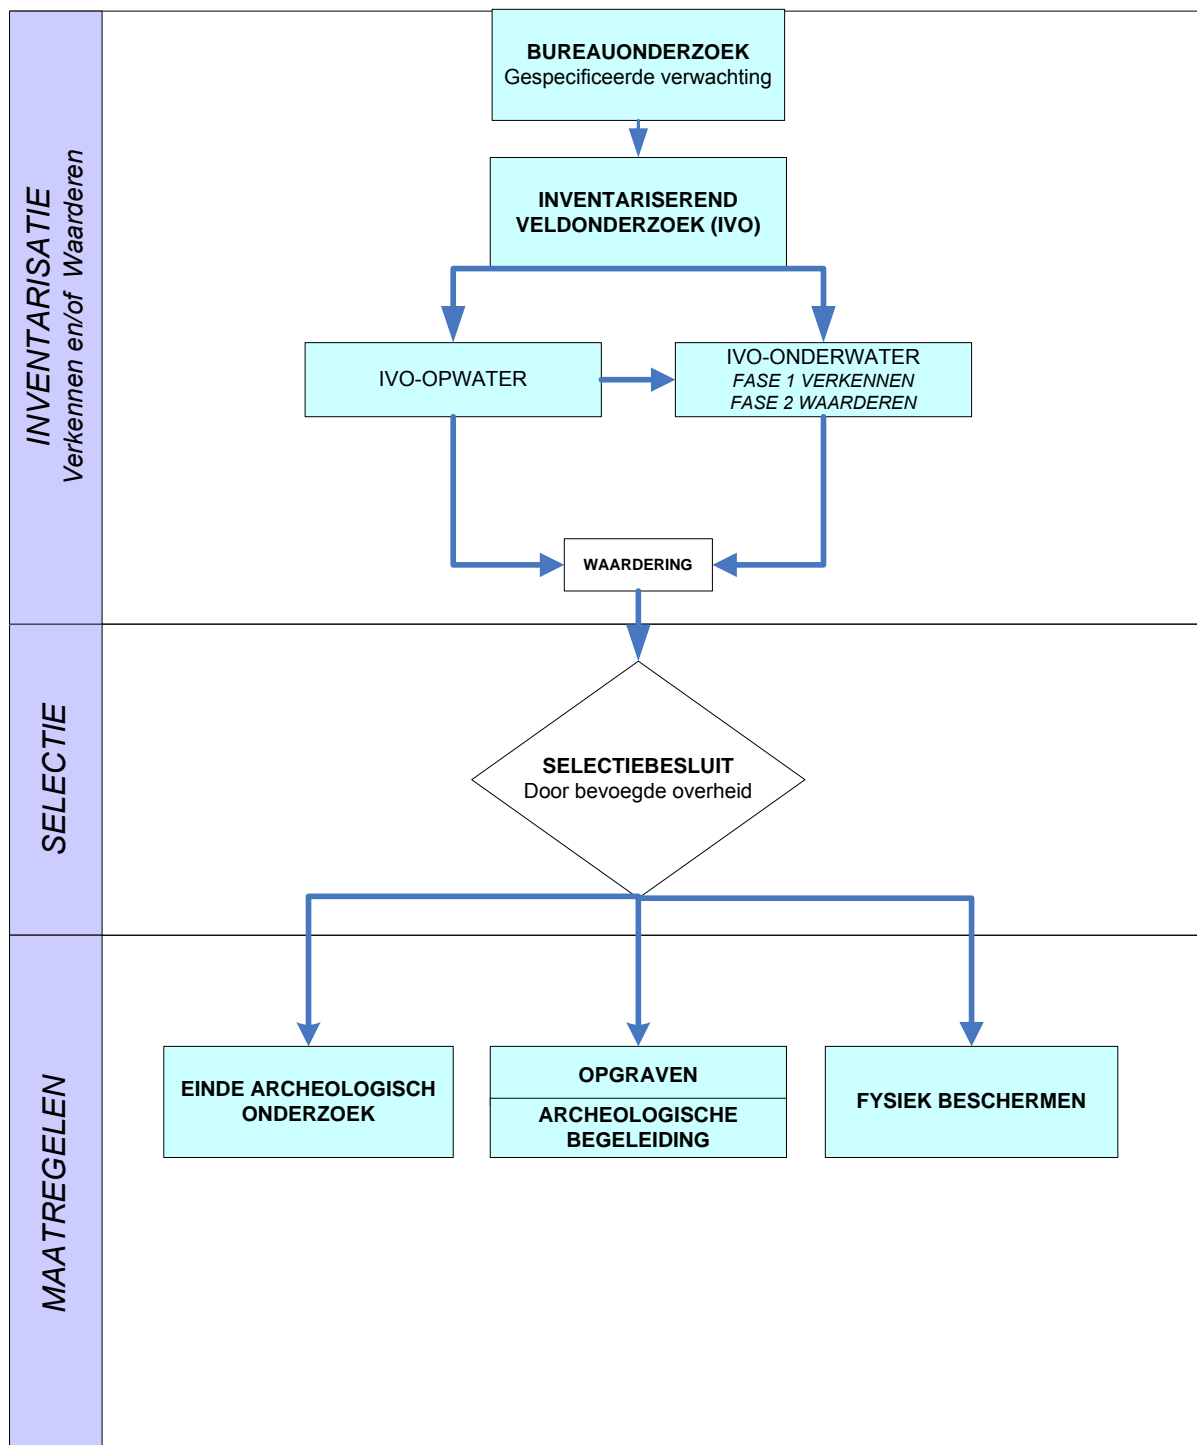 INVENTARISATIE
Verkennen en/of Waarderen
BUREAUONDERZOEK
Gespecificeerde verwachting
INVENTARISEREND
VELDONDERZOEK (IVO)
IVO-OPWATER
IVO-ONDERWATER
FASE 1 VERKENNEN
FASE 2 WAARDEREN
WAARDERING
SELECTIE
SELECTIEBESLUIT
Door bevoegde overheid
MAATREGELEN
EINDE ARCHEOLOGISCH
ONDERZOEK
OPGRAVEN
ARCHEOLOGISCHE
BEGELEIDING
FYSIEK BESCHERMEN